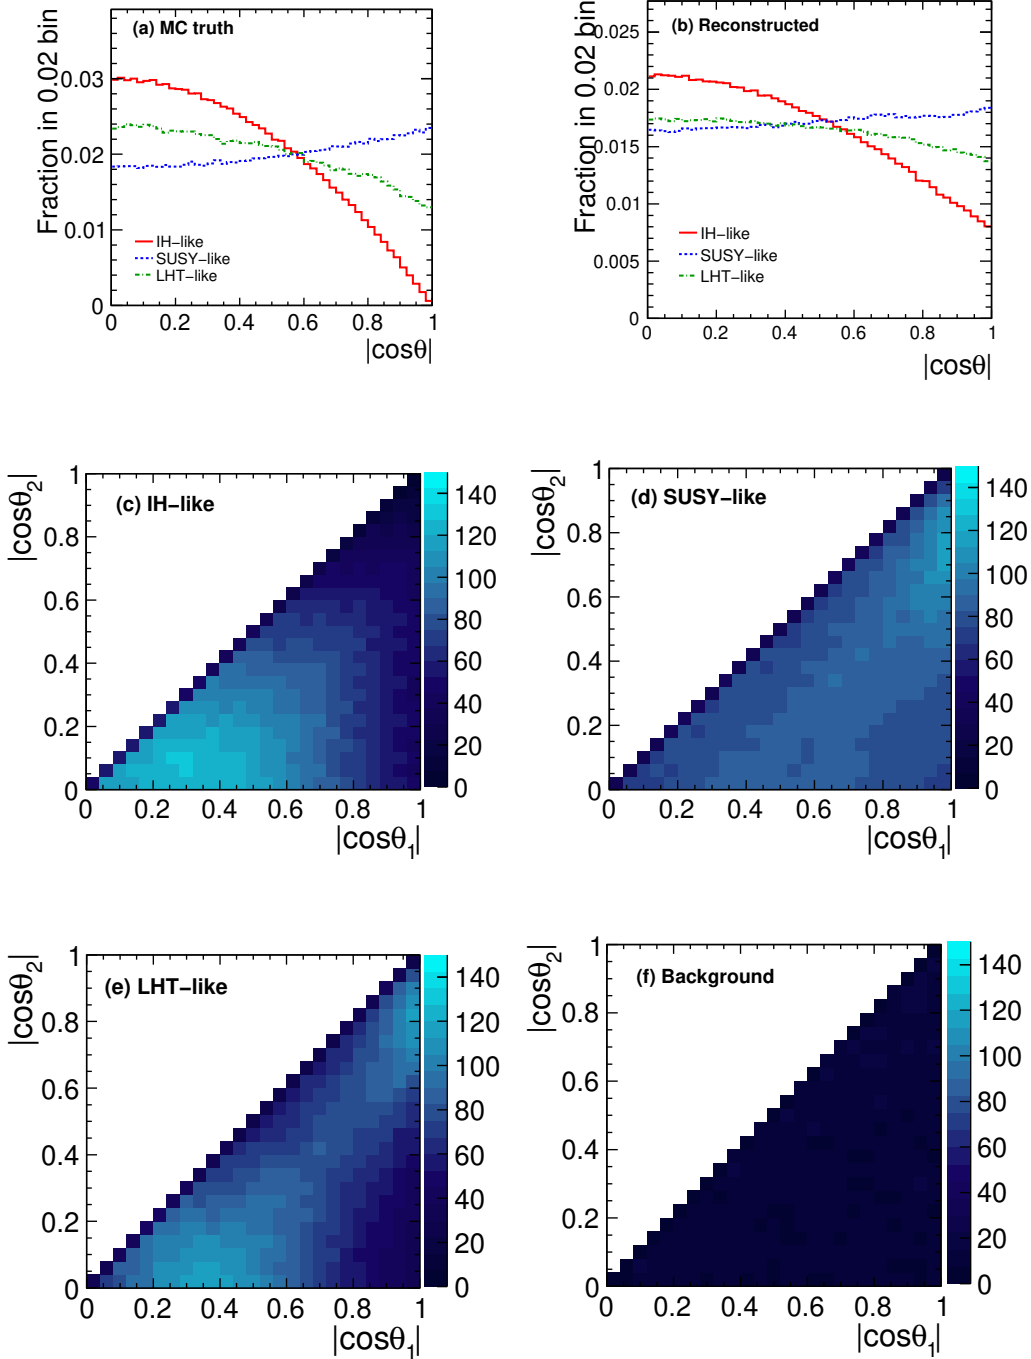 (a) MC truth
Fraction in 0.02 bin
0.03
0.02
0.01
0
IH−like
SUSY−like
LHT−like
0 0.2 0.4 0.6 0.8 1
|cosθ|
(b) Reconstructed
Fraction in 0.02 bin
0.025
0.02
0.015
0.01
0.005
0
IH−like
SUSY−like
LHT−like
0 0.2 0.4 0.6 0.8 1
|cosθ|
(c) IH−like
|cosθ₂|
1
0.8
0.6
0.4
0.2
0
0 0.2 0.4 0.6 0.8 1
|cosθ₁|
140
120
100
80
60
40
20
0
(d) SUSY−like
|cosθ₂|
1
0.8
0.6
0.4
0.2
0
0 0.2 0.4 0.6 0.8 1
|cosθ₁|
140
120
100
80
60
40
20
0
(e) LHT−like
|cosθ₂|
1
0.8
0.6
0.4
0.2
0
0 0.2 0.4 0.6 0.8 1
|cosθ₁|
140
120
100
80
60
40
20
0
(f) Background
|cosθ₂|
1
0.8
0.6
0.4
0.2
0
0 0.2 0.4 0.6 0.8 1
|cosθ₁|
140
120
100
80
60
40
20
0